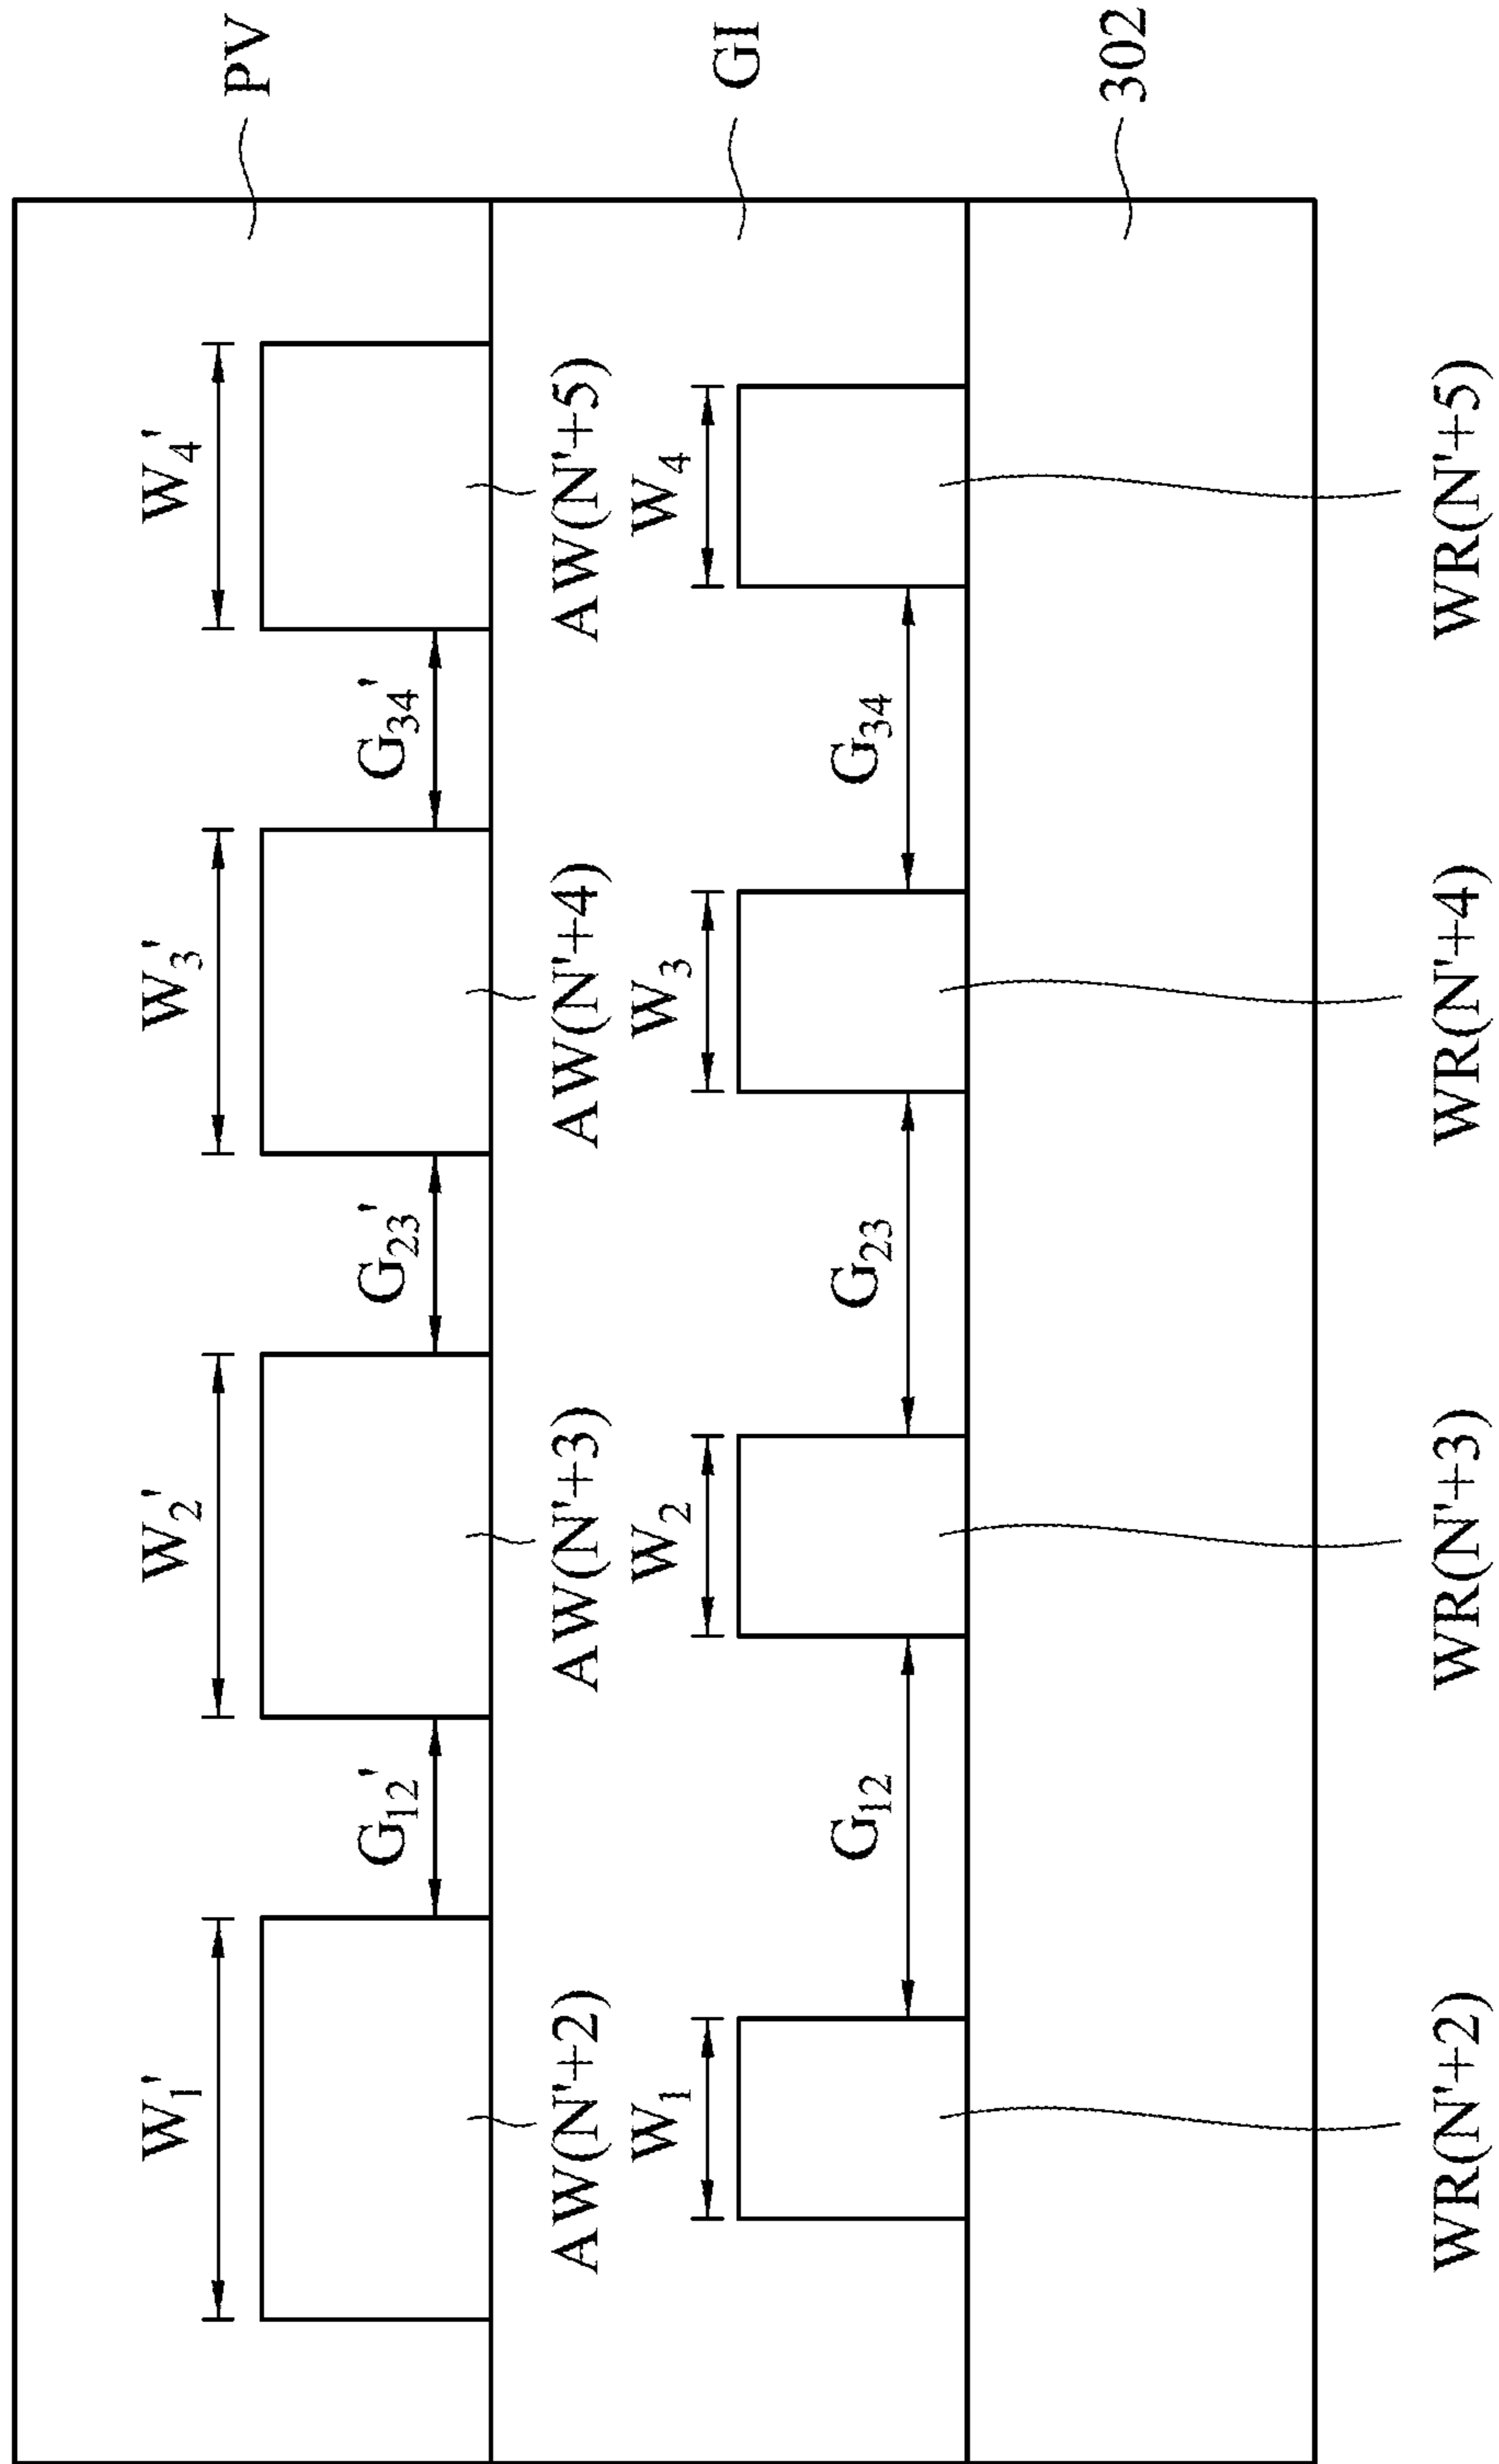 W₁' W₂' W₃' W₄'
PV
G₁₂' G₂₃' G₃₄'
AW(N'+2) AW(N'+3) AW(N'+4) AW(N'+5)
W₁ W₂ W₃ W₄
GI
G₁₂ G₂₃ G₃₄
302
WR(N'+2) WR(N'+3) WR(N'+4) WR(N'+5)